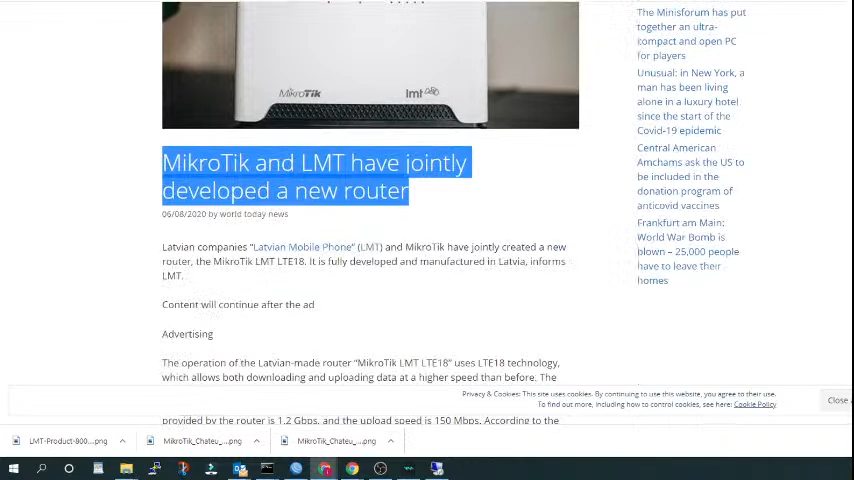 MikroTik
lmt
MikroTik and LMT have jointly
developed a new router
06/08/2020 by world today news
Latvian companies “Latvian Mobile Phone” (LMT) and MikroTik have jointly created a new
router, the MikroTik LMT LTE18. It is fully developed and manufactured in Latvia, informs
LMT.
Content will continue after the ad
Advertising
The operation of the Latvian-made router “MikroTik LMT LTE18” uses LTE18 technology,
which allows both downloading and uploading data at a higher speed than before. The
provided by the router is 1.2 Gbps, and the upload speed is 150 Mbps. According to the
The Minisforum has put
together an ultra-
compact and open PC
for players
Unusual: in New York, a
man has been living
alone in a luxury hotel
since the start of the
Covid-19 epidemic
Central American
Amchams ask the US to
be included in the
donation program of
anticovid vaccines
Frankfurt am Main:
World War Bomb is
blown – 25,000 people
have to leave their
homes
Privacy & Cookies: This site uses cookies. By continuing to use this website, you agree to their use.
To find out more, including how to control cookies, see here: Cookie Policy
Close
LMT-Product-800....png
MikroTik_Chateu_....png
MikroTik_Chateu_....png